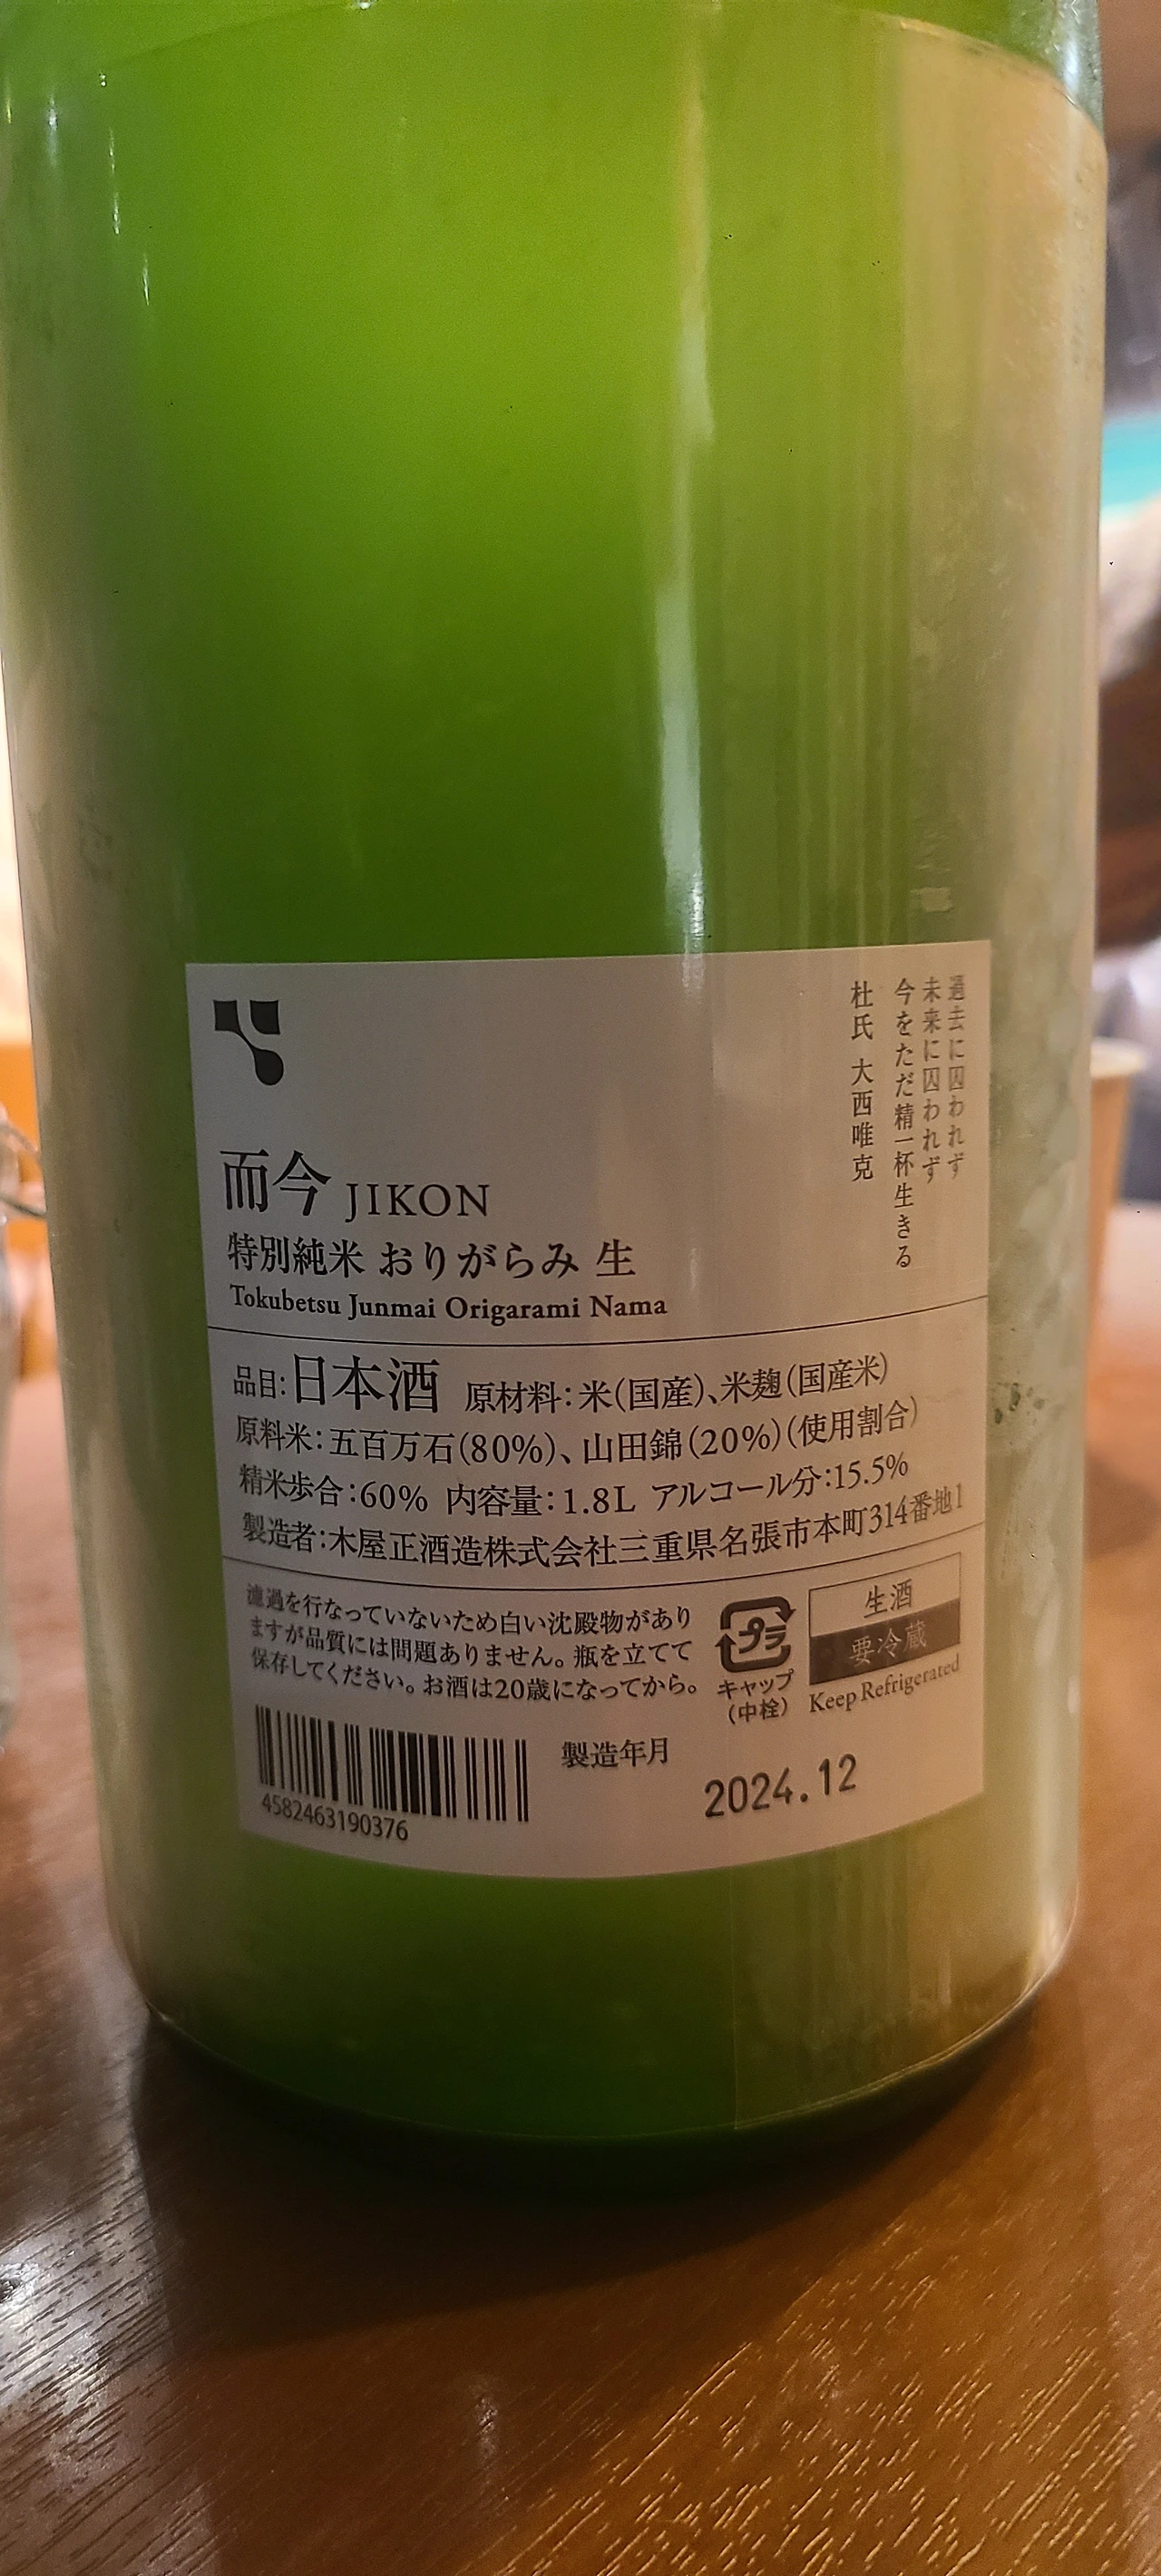 過去に囚われず
未来に囚われず
今をただ精一杯生きる
杜氏 大西唯克
而今 JIKON
特別純米 おりがらみ 生
Tokubetsu Junmai Origarami Nama
品目:日本酒 原材料:米(国産)、米麹(国産米)
原料米:五百万石(80%)、山田錦(20%)(使用割合)
精米歩合:60% 内容量:1.8L アルコール分:15.5%
製造者:木屋正酒造株式会社三重県名張市本町314番地1
濾過を行なっていないため白い沈殿物があり
ますが品質には問題ありません。瓶を立てて
保存してください。お酒は20歳になってから。
プラ
キャップ
(中栓)
生酒
要冷蔵
Keep Refrigerated
4582463190376
製造年月
2024.12